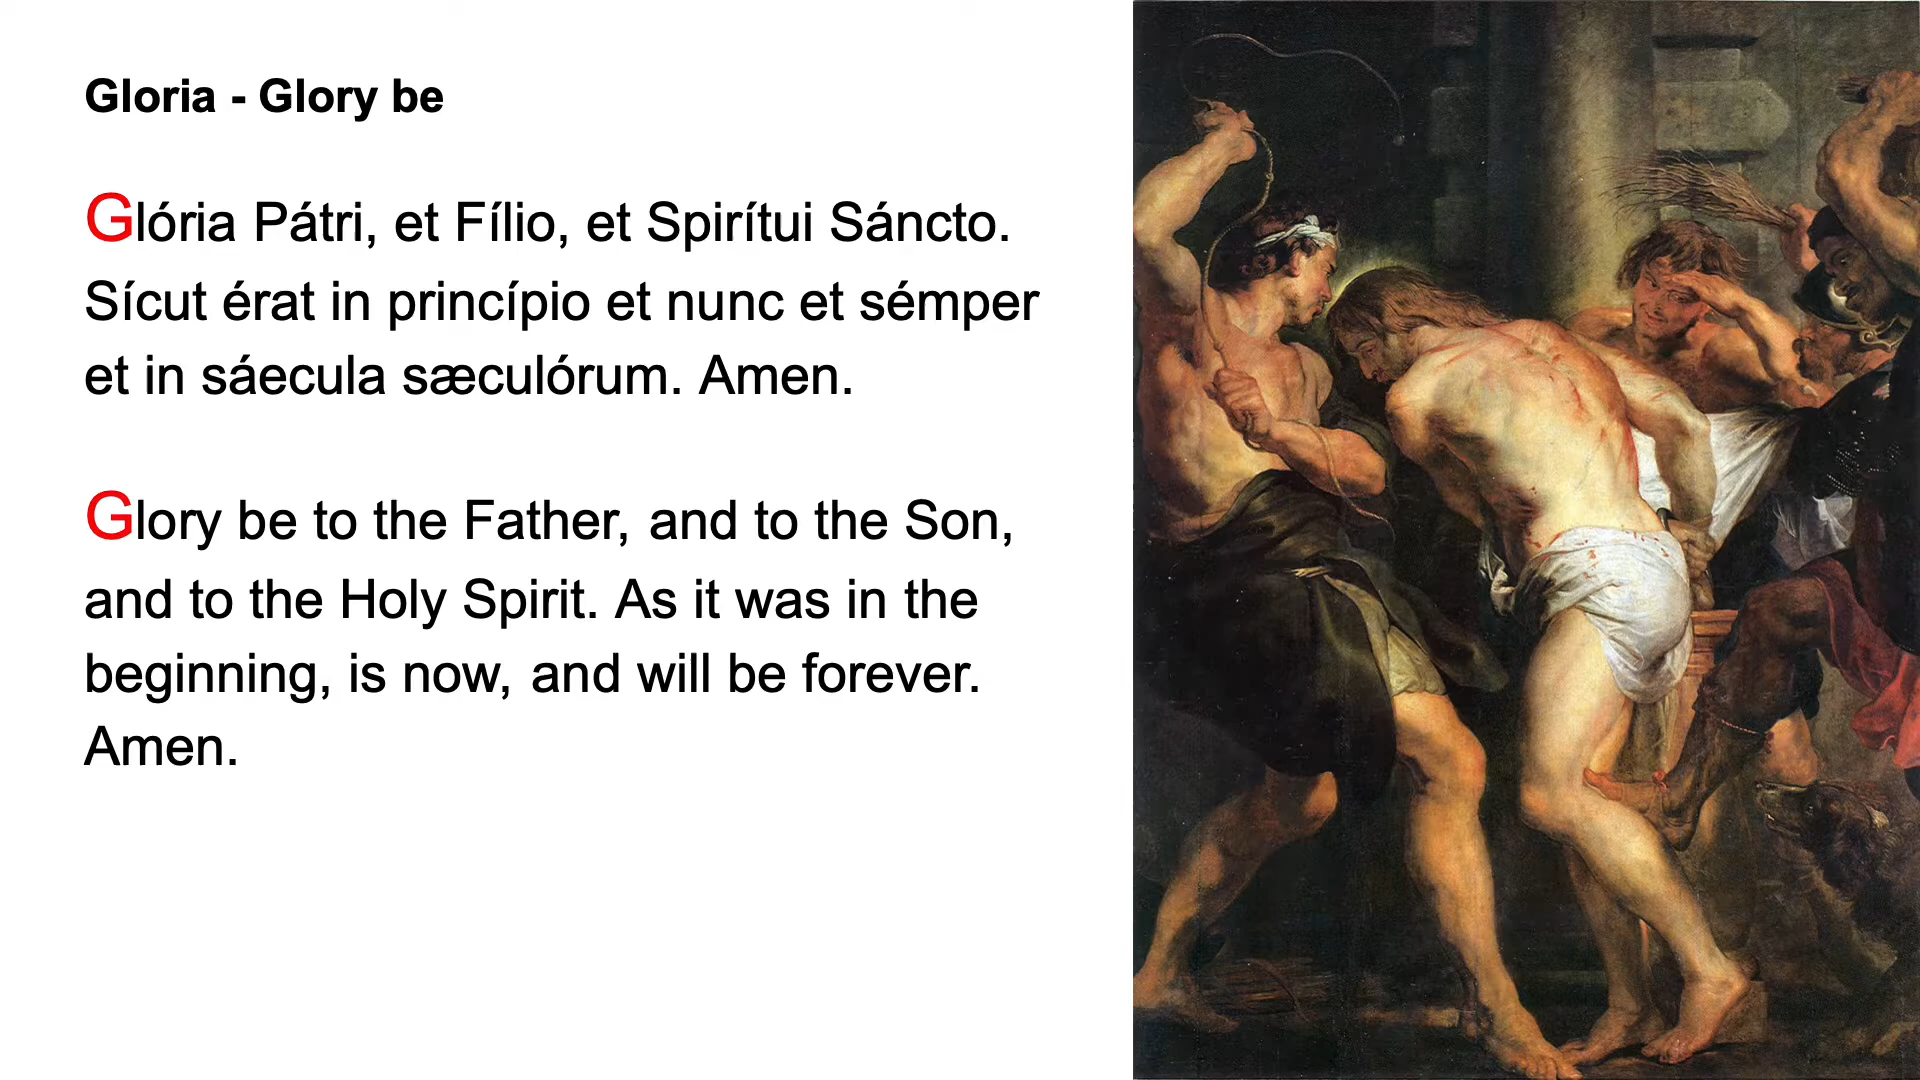 Gloria - Glory be
Glória Pátri, et Fílio, et Spirítui Sáncto.
Sícut érat in princípio et nunc et sémper
et in sáecula sæculórum. Amen.
Glory be to the Father, and to the Son,
and to the Holy Spirit. As it was in the
beginning, is now, and will be forever.
Amen.